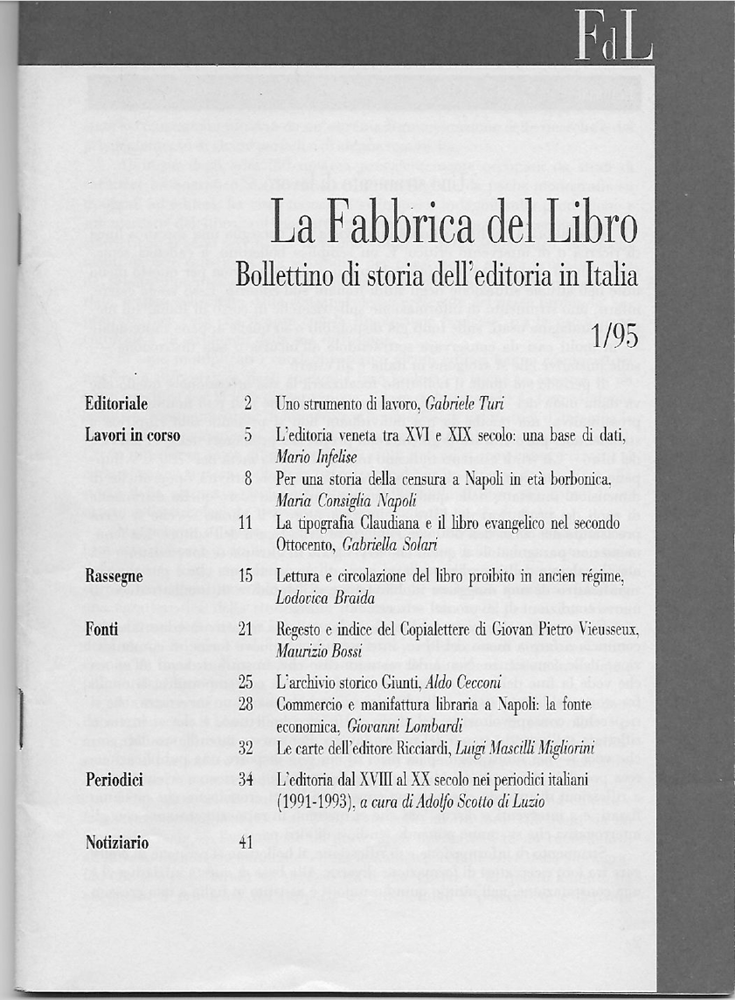 FdL
La Fabbrica del Libro
Bollettino di storia dell'editoria in Italia
1/95
Editoriale 2 Uno strumento di lavoro, Gabriele Turi
Lavori in corso 5 L'editoria veneta tra XVI e XIX secolo: una base di dati,
Mario Infelise
8 Per una storia della censura a Napoli in età borbonica,
Maria Consiglia Napoli
11 La tipografia Claudiana e il libro evangelico nel secondo
Ottocento, Gabriella Solari
Rassegne 15 Lettura e circolazione del libro proibito in ancien régime,
Lodovica Braida
Fonti 21 Regesto e indice del Copialettere di Giovan Pietro Vieusseux,
Maurizio Bossi
25 L'archivio storico Giunti, Aldo Cecconi
28 Commercio e manifattura libraria a Napoli: la fonte
economica, Giovanni Lombardi
32 Le carte dell'editore Ricciardi, Luigi Mascilli Migliorini
Periodici 34 L'editoria dal XVIII al XX secolo nei periodici italiani
(1991-1993), a cura di Adolfo Scotto di Luzio
Notiziario 41